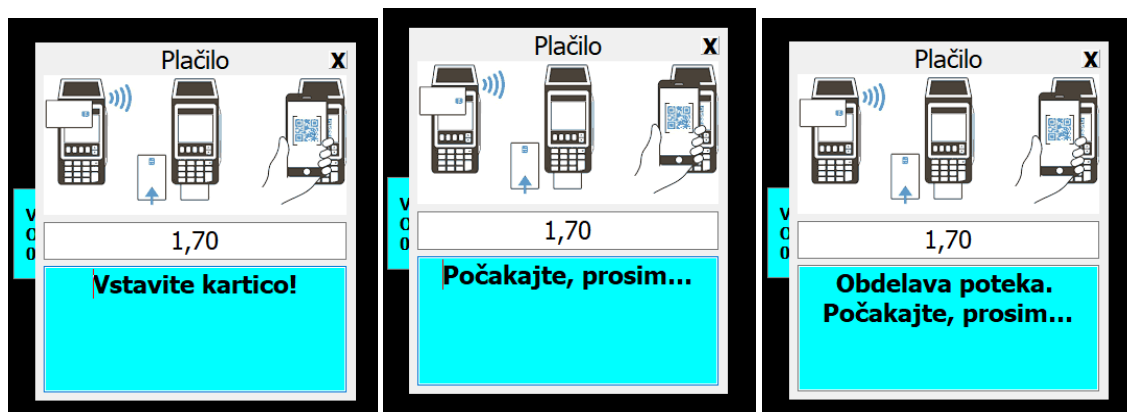 Plačilo X
1,70
Vstavite kartico!
Plačilo X
1,70
Počakajte, prosim...
Plačilo X
1,70
Obdelava poteka.
Počakajte, prosim...